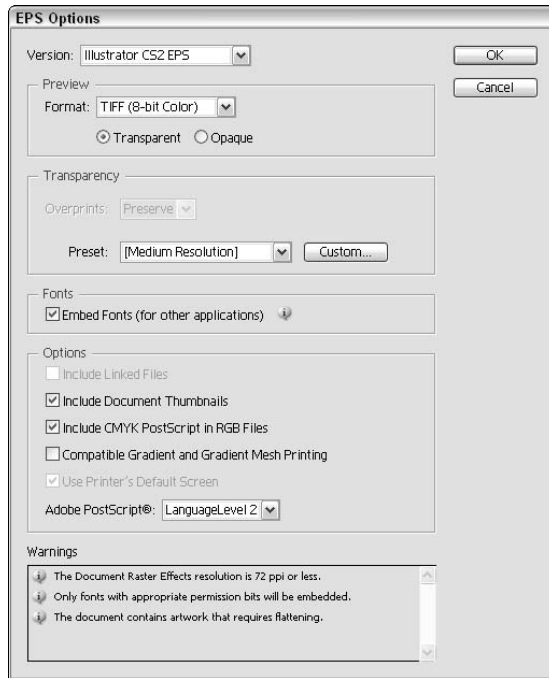 EPS Options
Version: Illustrator CS2 EPS
OK
Cancel
Preview
Format: TIFF (8-bit Color)
Transparent Opaque
Transparency
Overprints: Preserve
Preset: [Medium Resolution] Custom...
Fonts
Embed Fonts (for other applications)
Options
Include Linked Files
Include Document Thumbnails
Include CMYK PostScript in RGB Files
Compatible Gradient and Gradient Mesh Printing
Use Printer's Default Screen
Adobe PostScript®: LanguageLevel 2
Warnings
The Document Raster Effects resolution is 72 ppi or less.
Only fonts with appropriate permission bits will be embedded.
The document contains artwork that requires flattening.